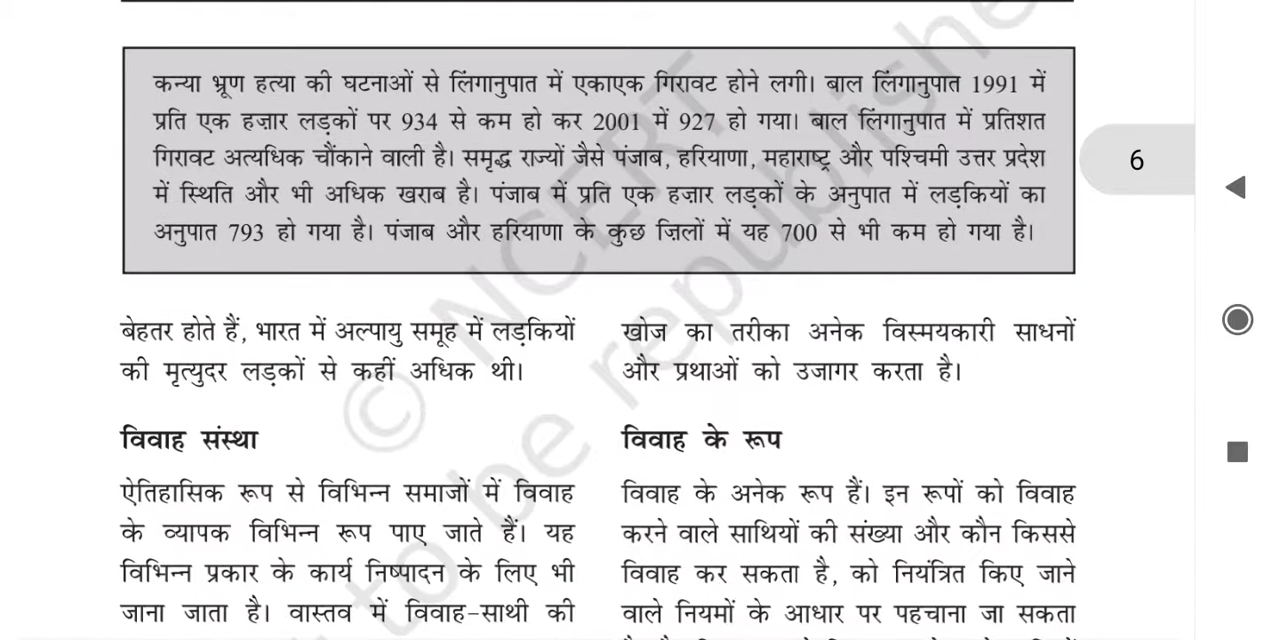 कन्या भ्रूण हत्या की घटनाओं से लिंगानुपात में एकाएक गिरावट होने लगी। बाल लिंगानुपात 1991 में
प्रति एक हज़ार लड़कों पर 934 से कम हो कर 2001 में 927 हो गया। बाल लिंगानुपात में प्रतिशत
गिरावट अत्यधिक चौंकाने वाली है। समृद्ध राज्यों जैसे पंजाब, हरियाणा, महाराष्ट्र और पश्चिमी उत्तर प्रदेश
में स्थिति और भी अधिक खराब है। पंजाब में प्रति एक हज़ार लड़कों के अनुपात में लड़कियों का
अनुपात 793 हो गया है। पंजाब और हरियाणा के कुछ ज़िलों में यह 700 से भी कम हो गया है।
6
बेहतर होते हैं, भारत में अल्पायु समूह में लड़कियों
की मृत्युदर लड़कों से कहीं अधिक थी।
विवाह संस्था
ऐतिहासिक रूप से विभिन्न समाजों में विवाह
के व्यापक विभिन्न रूप पाए जाते हैं। यह
विभिन्न प्रकार के कार्य निष्पादन के लिए भी
जाना जाता है। वास्तव में विवाह-साथी की
खोज का तरीका अनेक विस्मयकारी साधनों
और प्रथाओं को उजागर करता है।
विवाह के रूप
विवाह के अनेक रूप हैं। इन रूपों को विवाह
करने वाले साथियों की संख्या और कौन किससे
विवाह कर सकता है, को नियंत्रित किए जाने
वाले नियमों के आधार पर पहचाना जा सकता
© NCERT
to be republishe